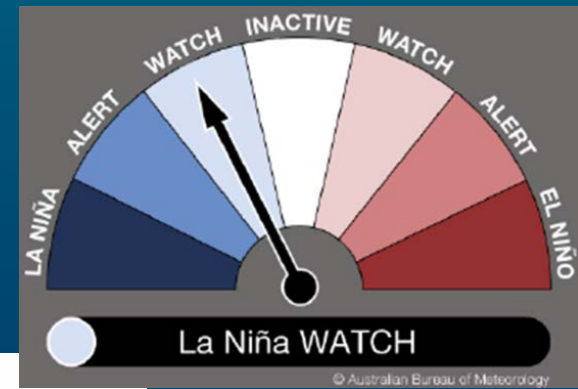 LA NIÑA
ALERT
WATCH
INACTIVE
WATCH
ALERT
EL NIÑO
La Niña WATCH
© Australian Bureau of Meteorology